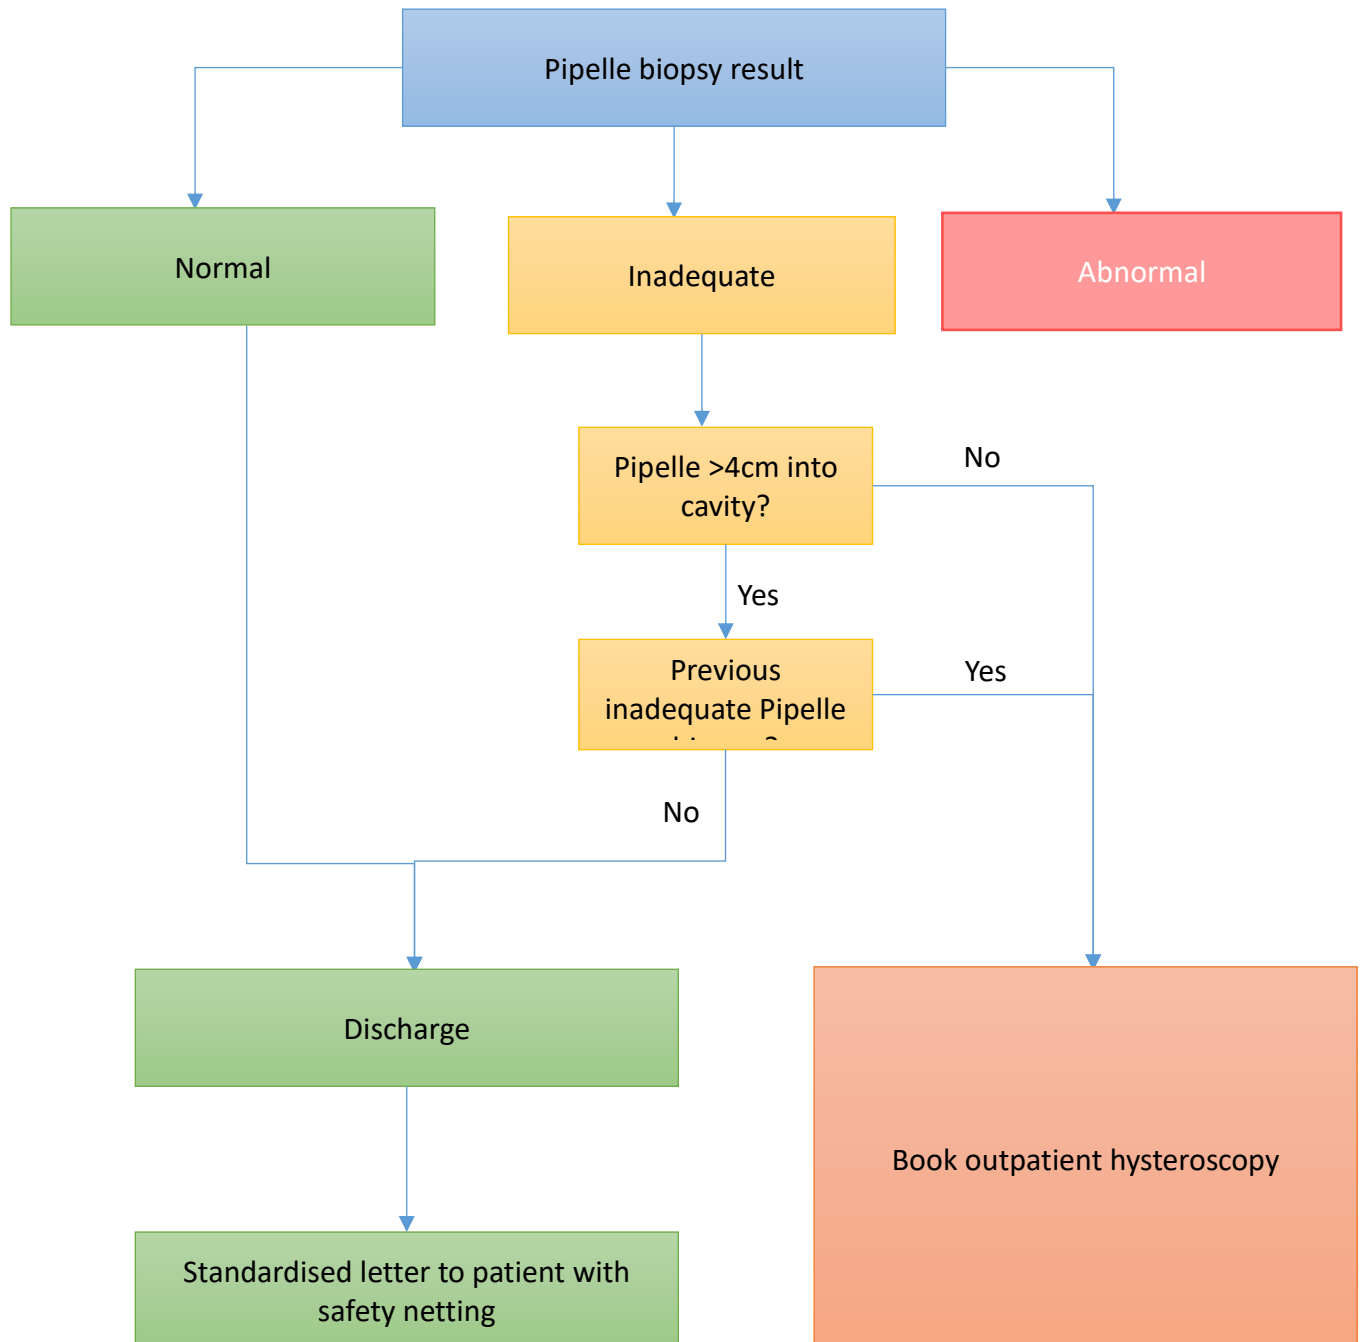 Pipelle biopsy result
Normal
Inadequate
Abnormal
Pipelle >4cm into
cavity?
No
Yes
Previous
inadequate Pipelle
Yes
No
Discharge
Book outpatient hysteroscopy
Standardised letter to patient with
safety netting